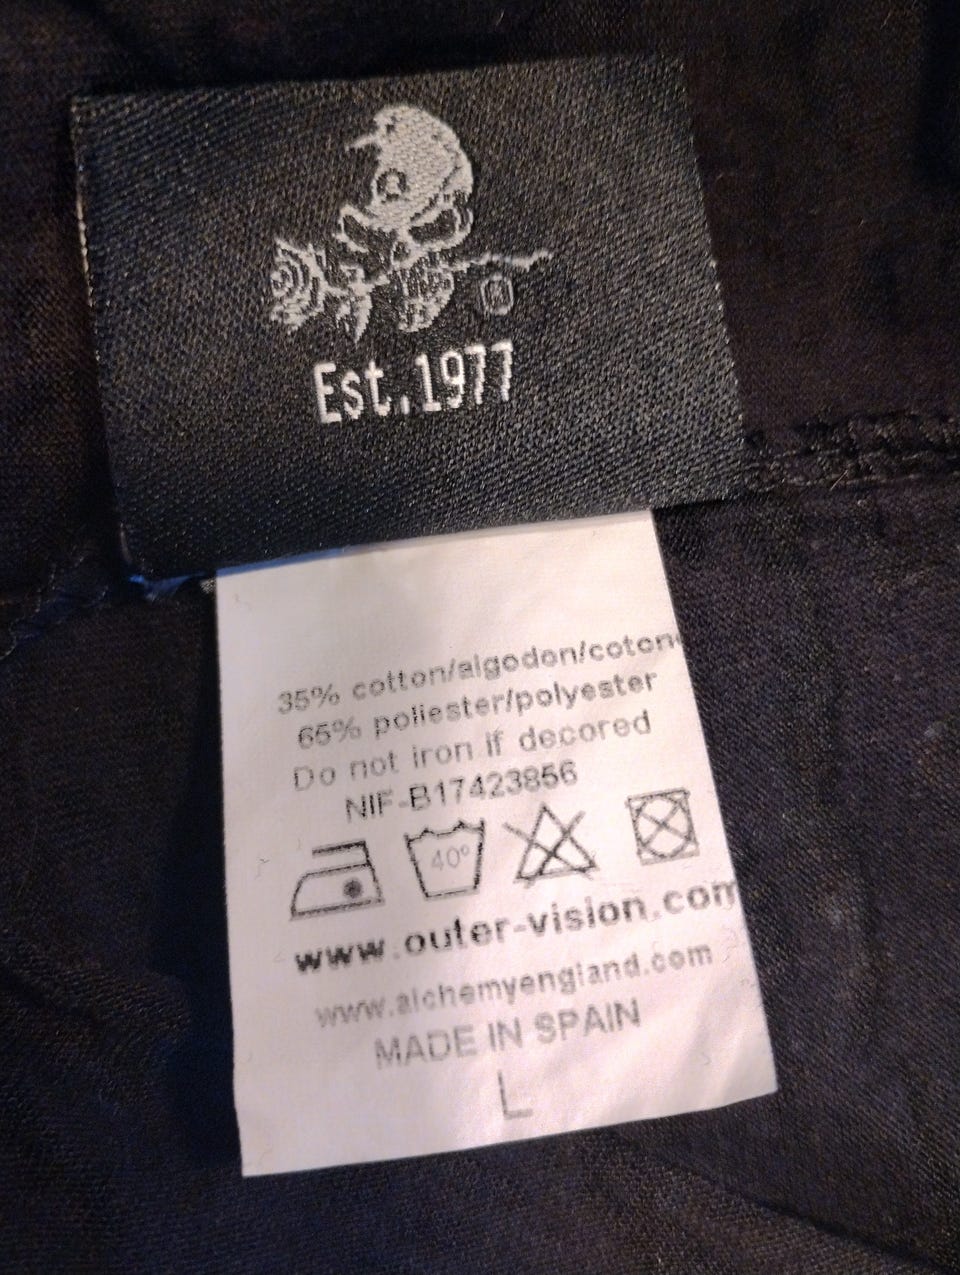 Est.1977
35% cotton/algodon/coton
65% poliester/polyester
Do not iron if decored
NIF-B17423856
40º
www.outer-vision.com
www.alchemyengland.com
MADE IN SPAIN
L